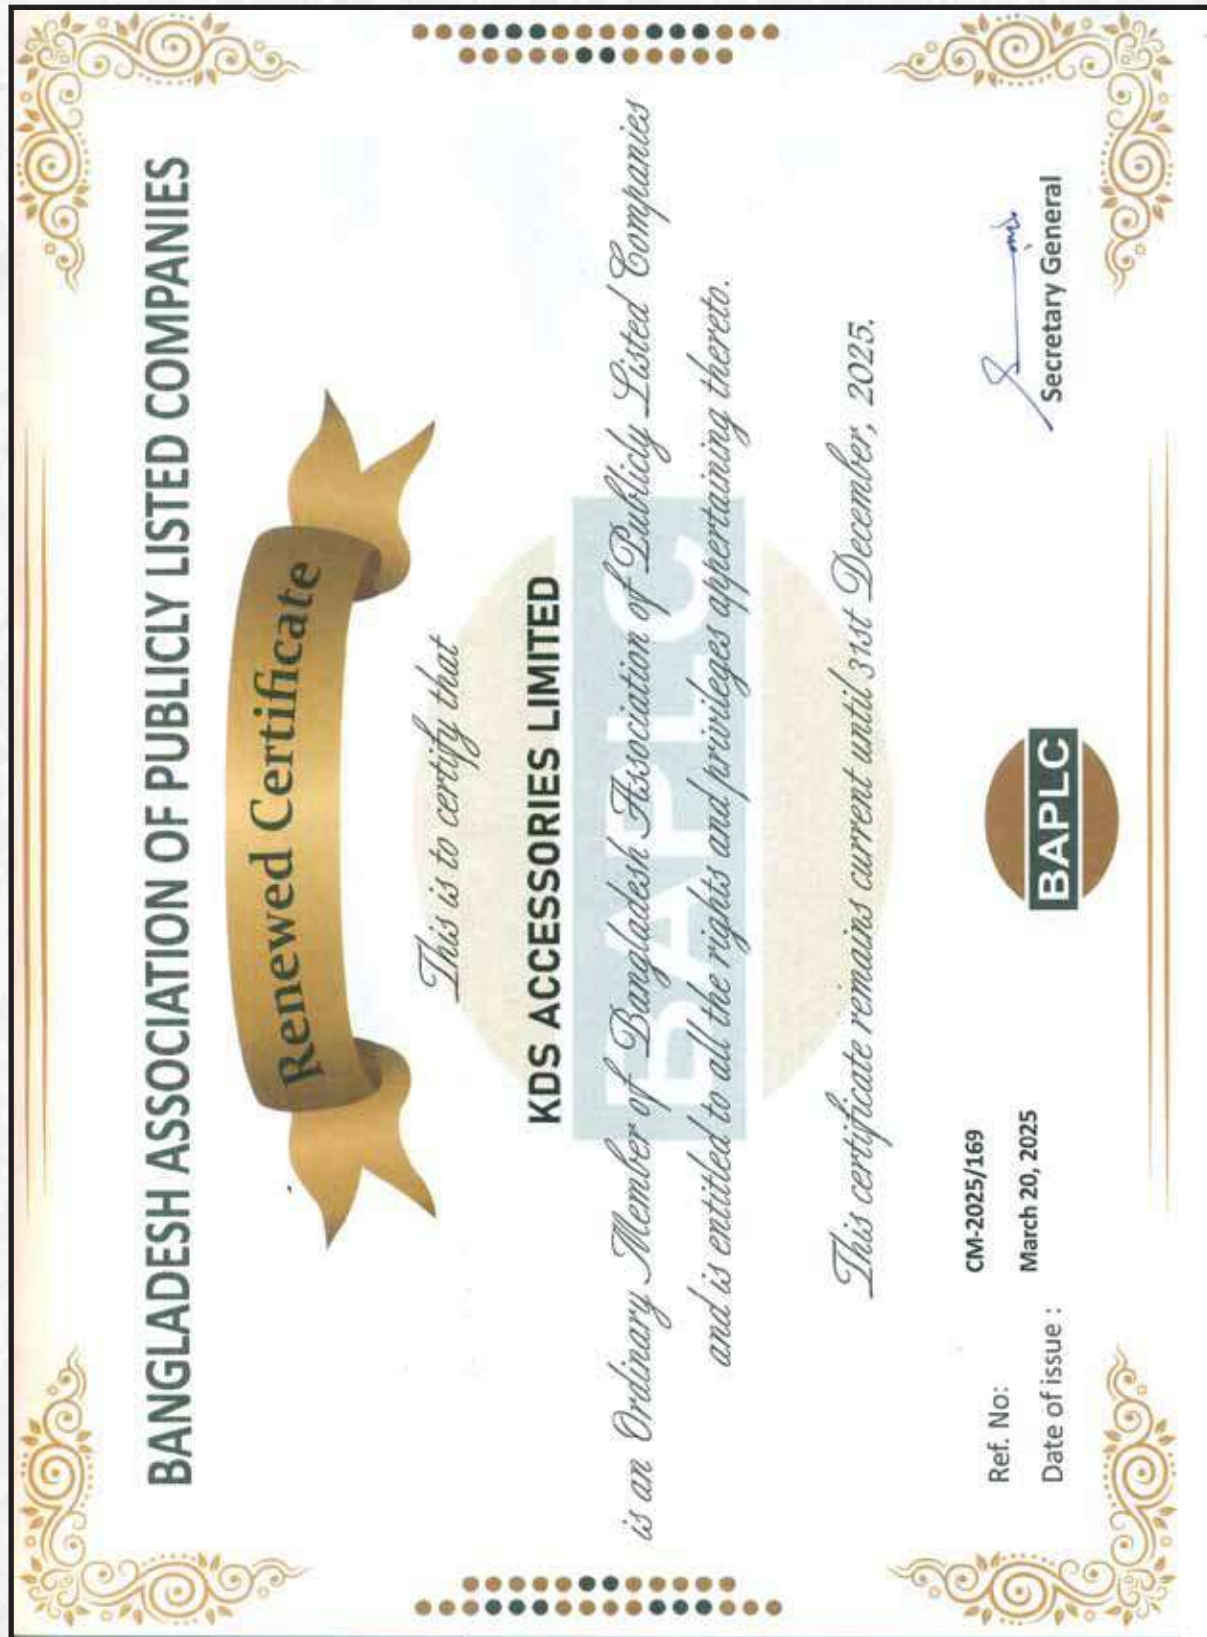 BANGLADESH ASSOCIATION OF PUBLICLY LISTED COMPANIES
Renewed Certificate
This is to certify that
KDS ACCESSORIES LIMITED
is an Ordinary Member of Bangladesh Association of Publicly Listed Companies
and is entitled to all the rights and privileges appertaining thereto.
BAPLC
This certificate remains current until 31st December, 2025.
Ref. No: CM-2025/169
Date of issue : March 20, 2025
BAPLC
Secretary General